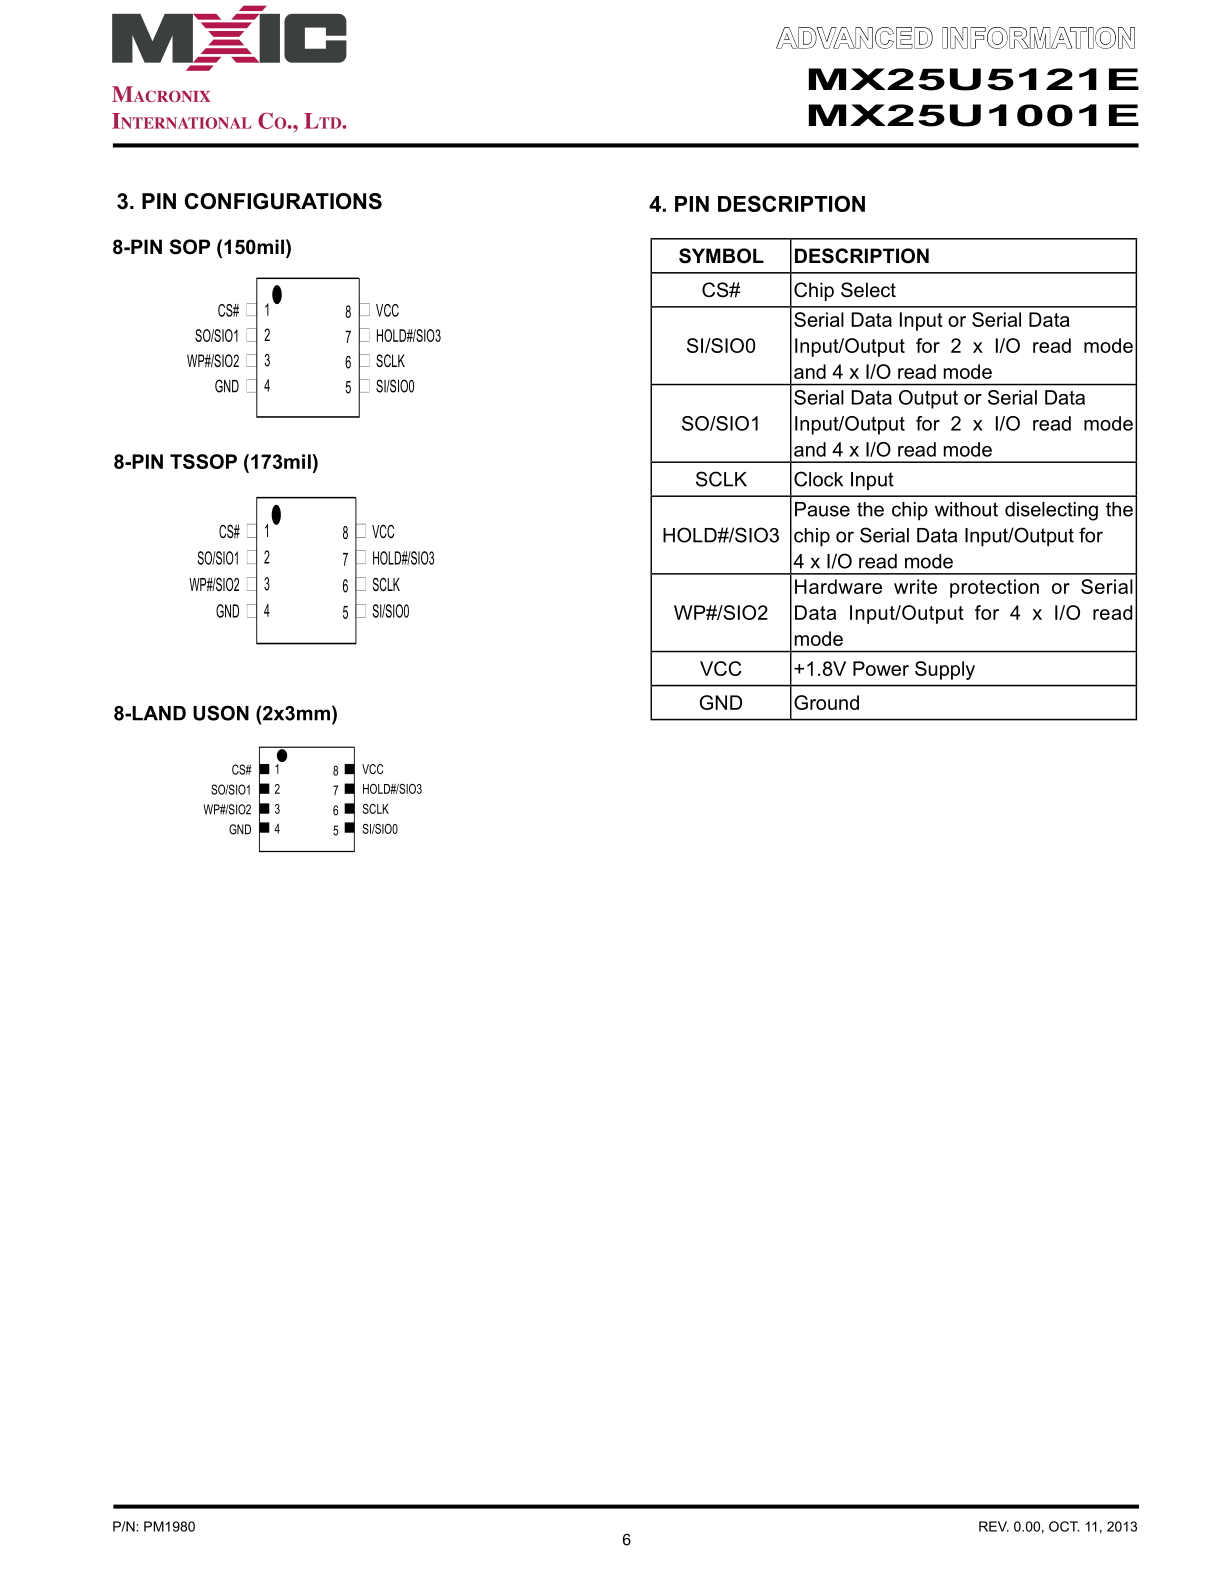 MXIC
MACRONIX
INTERNATIONAL CO., LTD.
ADVANCED INFORMATION
MX25U5121E
MX25U1001E
3. PIN CONFIGURATIONS
8-PIN SOP (150mil)
CS# 1 8 VCC
SO/SIO1 2 7 HOLD#/SIO3
WP#/SIO2 3 6 SCLK
GND 4 5 SI/SIO0
8-PIN TSSOP (173mil)
CS# 1 8 VCC
SO/SIO1 2 7 HOLD#/SIO3
WP#/SIO2 3 6 SCLK
GND 4 5 SI/SIO0
8-LAND USON (2x3mm)
CS# 1 8 VCC
SO/SIO1 2 7 HOLD#/SIO3
WP#/SIO2 3 6 SCLK
GND 4 5 SI/SIO0
4. PIN DESCRIPTION
SYMBOL DESCRIPTION
CS# Chip Select
Serial Data Input or Serial Data
SI/SIO0 Input/Output for 2 x I/O read mode
and 4 x I/O read mode
Serial Data Output or Serial Data
SO/SIO1 Input/Output for 2 x I/O read mode
and 4 x I/O read mode
SCLK Clock Input
Pause the chip without diselecting the
HOLD#/SIO3 chip or Serial Data Input/Output for
4 x I/O read mode
Hardware write protection or Serial
WP#/SIO2 Data Input/Output for 4 x I/O read
mode
VCC +1.8V Power Supply
GND Ground
P/N: PM1980
6
REV. 0.00, OCT. 11, 2013